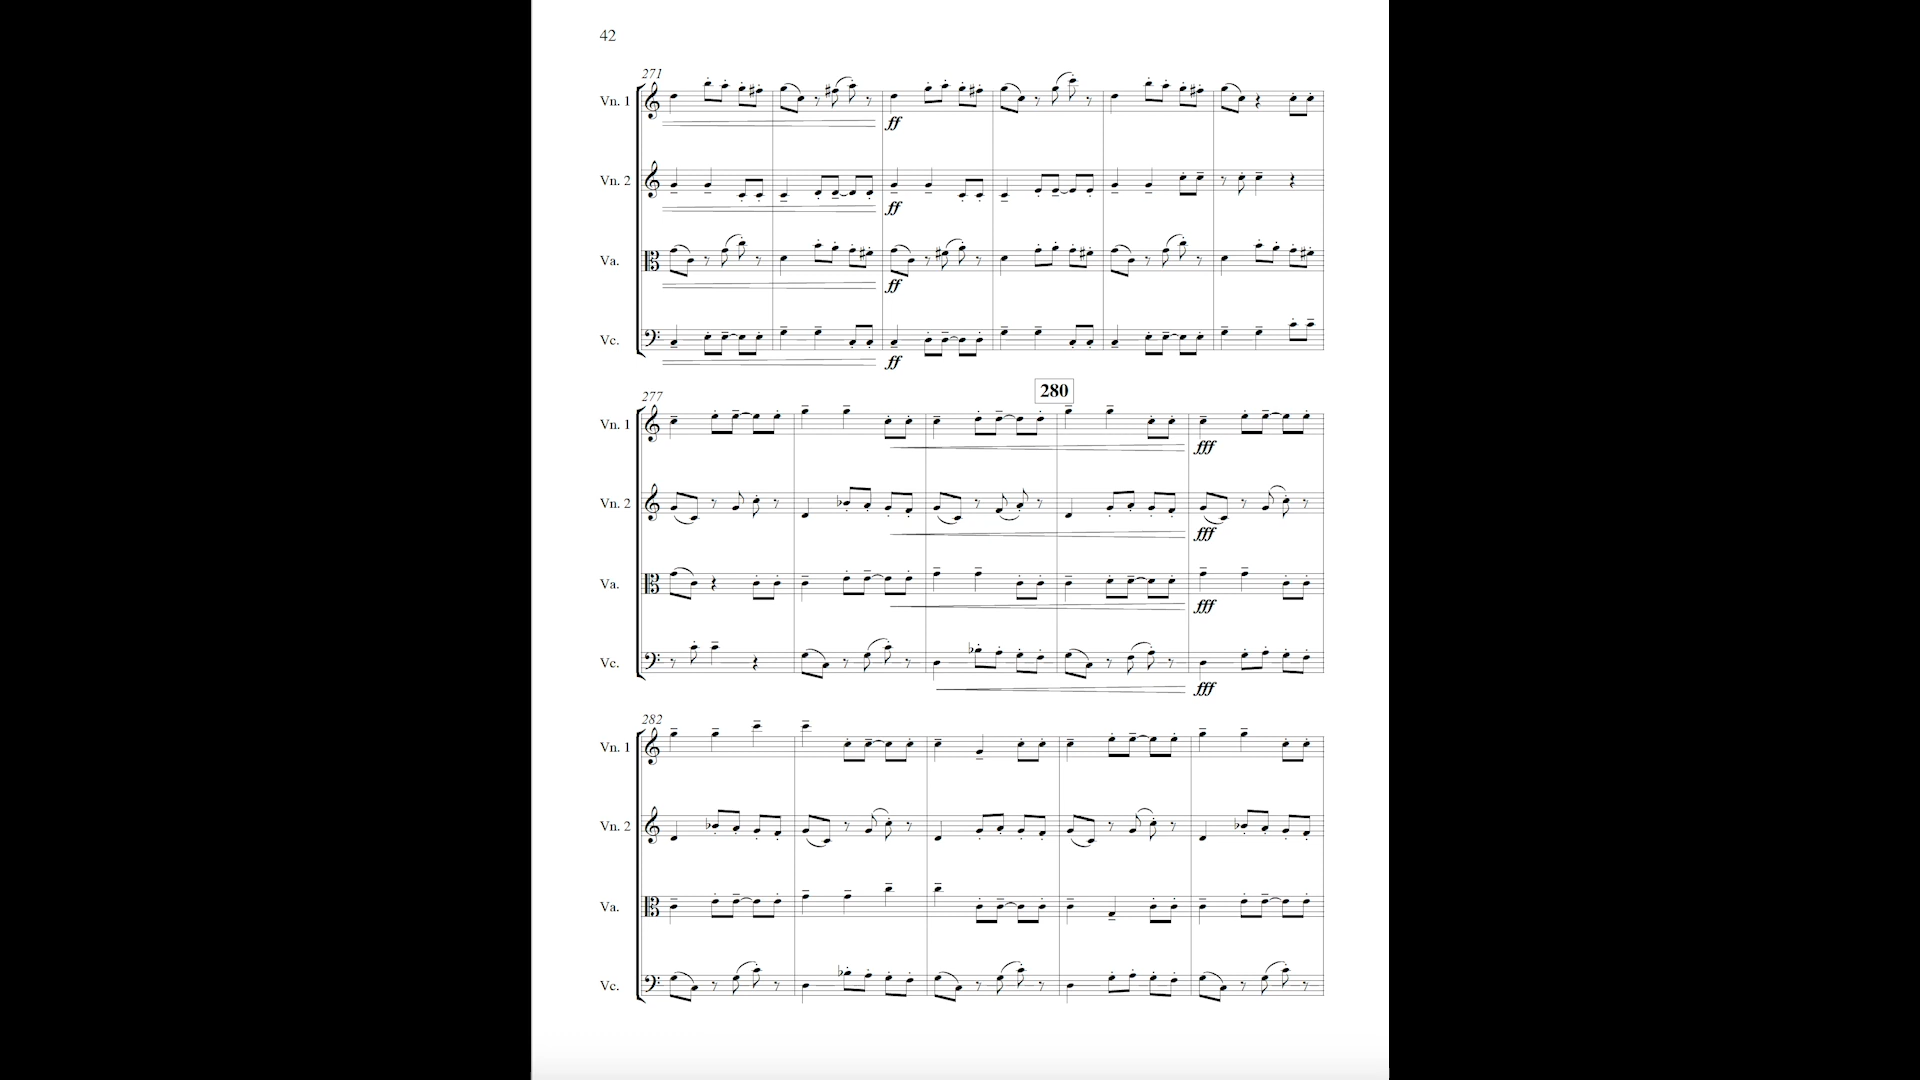 42
271
Vn. 1
Vn. 2
Va.
Vc.
ff
ff
ff
ff
280
277
Vn. 1
Vn. 2
Va.
Vc.
fff
fff
fff
fff
282
Vn. 1
Vn. 2
Va.
Vc.